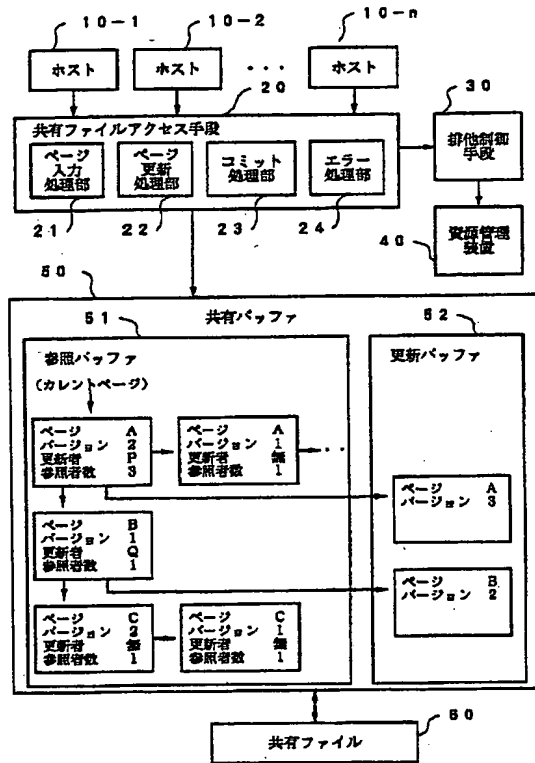 10-1
10-2
10-n
ホスト
ホスト
・・・
ホスト
20
30
共有ファイルアクセス手段
ページ
入力
処理部
ページ
更新
処理部
コミット
処理部
エラー
処理部
排他制御
手段
21
22
23
24
40
資源管理
装置
50
共有バッファ
51
52
参照バッファ
更新バッファ
(カレントページ)
ページ A
バージョン 2
更新者 P
参照者数 3
ページ A
バージョン 1
更新者 無
参照者数 1
・・
ページ A
バージョン 3
ページ B
バージョン 1
更新者 Q
参照者数 1
ページ B
バージョン 2
ページ C
バージョン 2
更新者 無
参照者数 1
ページ C
バージョン 1
更新者 無
参照者数 1
60
共有ファイル